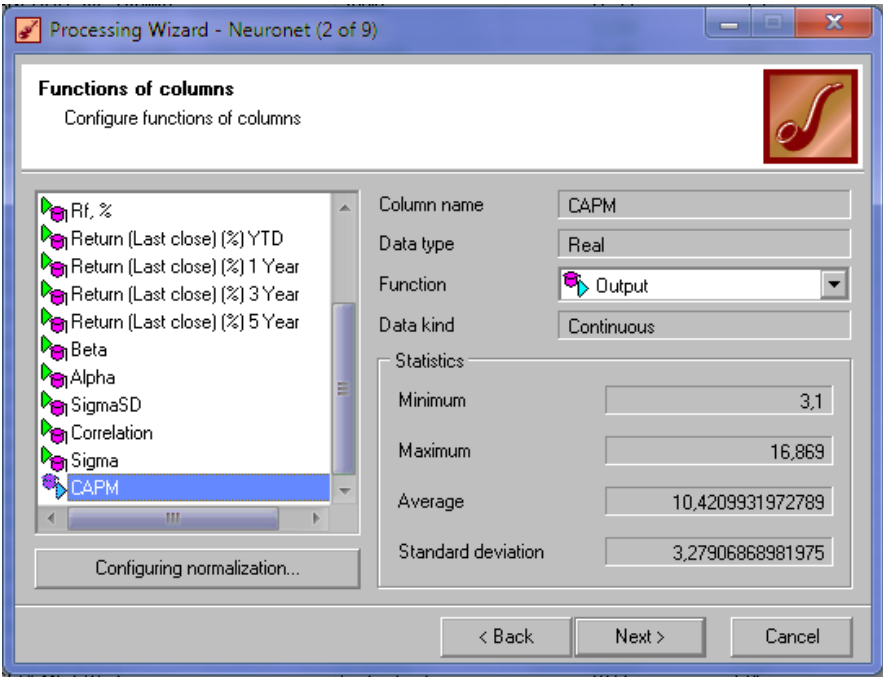 Processing Wizard - Neuronet (2 of 9)
Functions of columns
Configure functions of columns
Rf, %
Return (Last close) (%) YTD
Return (Last close) (%) 1 Year
Return (Last close) (%) 3 Year
Return (Last close) (%) 5 Year
Beta
Alpha
SigmaSD
Correlation
Sigma
CAPM
Configuring normalization...
Column name CAPM
Data type Real
Function Output
Data kind Continuous
Statistics
Minimum 3,1
Maximum 16,869
Average 10,4209931972789
Standard deviation 3,27906868981975
< Back Next > Cancel